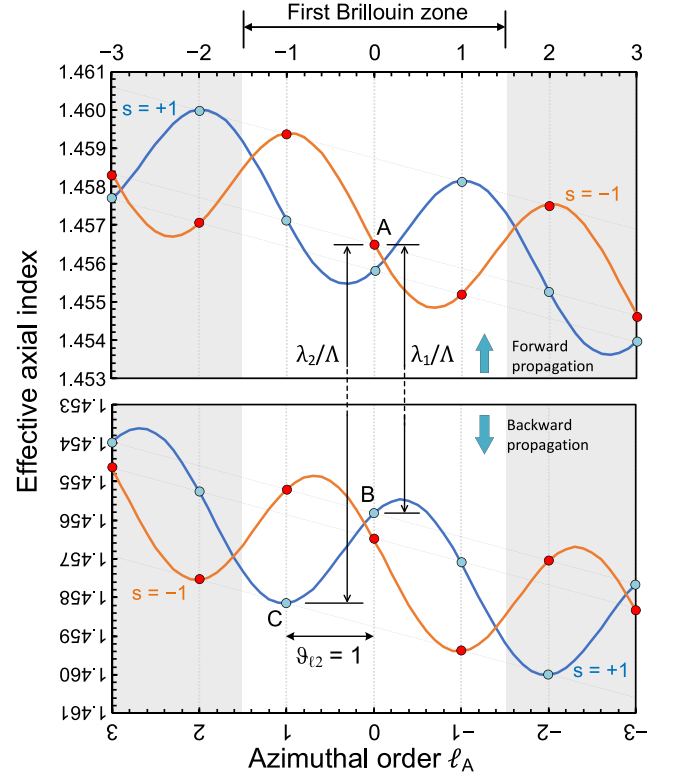 First Brillouin zone
−3 −2 −1 0 1 2 3
1.461
1.460
1.459
1.458
1.457
1.456
1.455
1.454
1.453
s = +1
s = −1
A
λ₂/Λ
λ₁/Λ
Forward
propagation
Effective axial index
1.453
1.454
1.455
1.456
1.457
1.458
1.459
1.460
1.461
Backward
propagation
B
s = −1
C
ϑℓ2 = 1
s = +1
3 2 1 0 −1 −2 −3
Azimuthal order ℓA